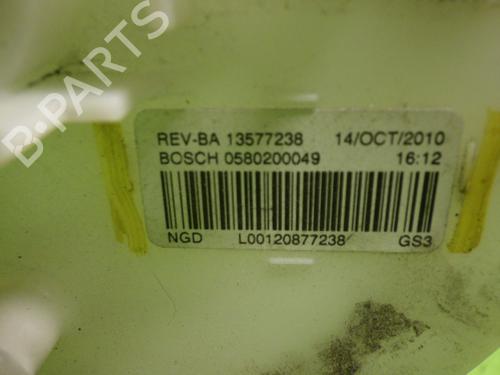 B-PARTS
REV-BA 13577238 14/OCT/2010
BOSCH 0580200049 16:12
NGD L00120877238 GS3